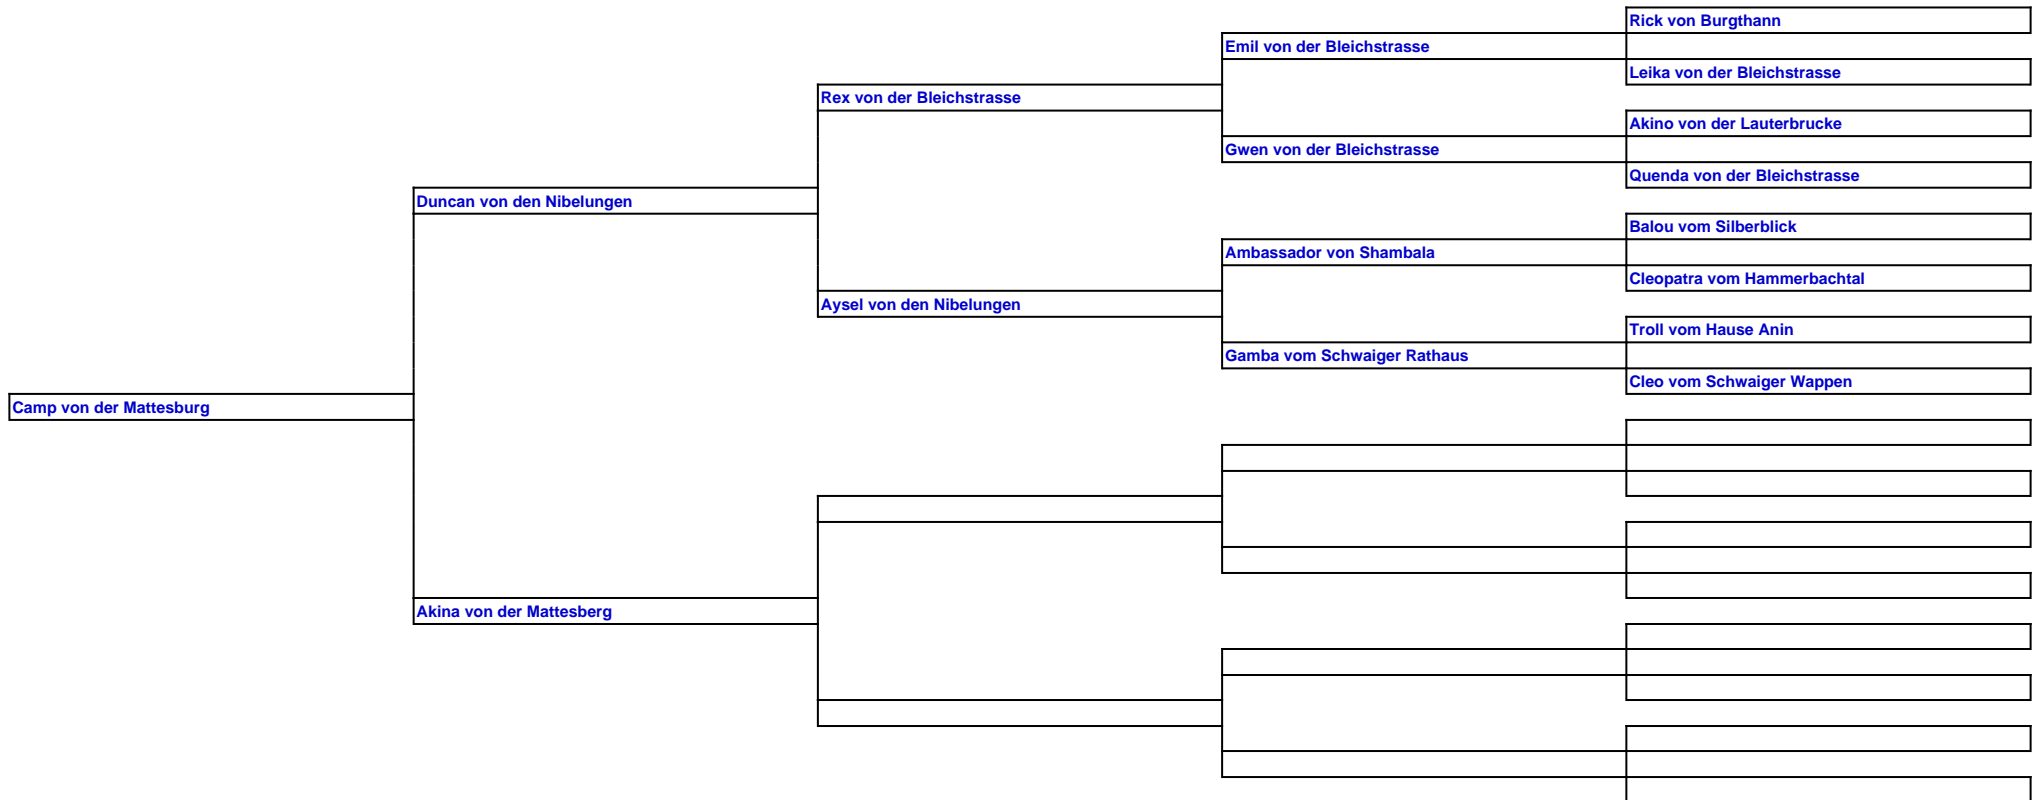 Rick von Burgthann
Emil von der Bleichstrasse
Leika von der Bleichstrasse
Rex von der Bleichstrasse
Akino von der Lauterbrucke
Gwen von der Bleichstrasse
Quenda von der Bleichstrasse
Duncan von den Nibelungen
Balou vom Silberblick
Ambassador von Shambala
Cleopatra vom Hammerbachtal
Aysel von den Nibelungen
Troll vom Hause Anin
Gamba vom Schwaiger Rathaus
Cleo vom Schwaiger Wappen
Camp von der Mattesburg
Akina von der Mattesberg